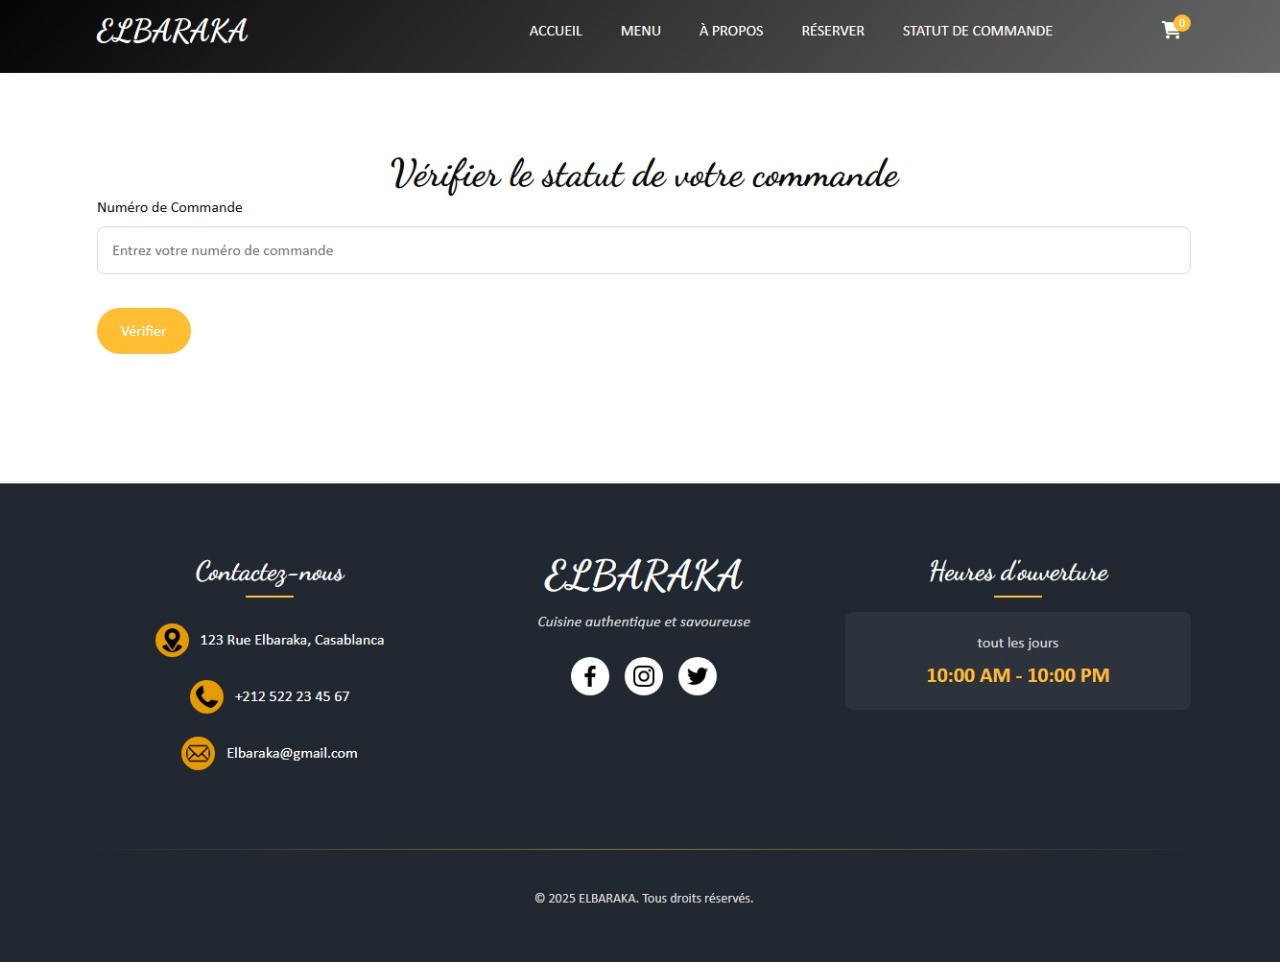 ELBARAKA
ACCUEIL MENU À PROPOS RÉSERVER STATUT DE COMMANDE 0
Vérifier le statut de votre commande
Numéro de Commande
Entrez votre numéro de commande
Vérifier
Contactez-nous
123 Rue Elbaraka, Casablanca
+212 522 23 45 67
Elbaraka@gmail.com
ELBARAKA
Cuisine authentique et savoureuse
Heures d'ouverture
tout les jours
10:00 AM - 10:00 PM
© 2025 ELBARAKA. Tous droits réservés.